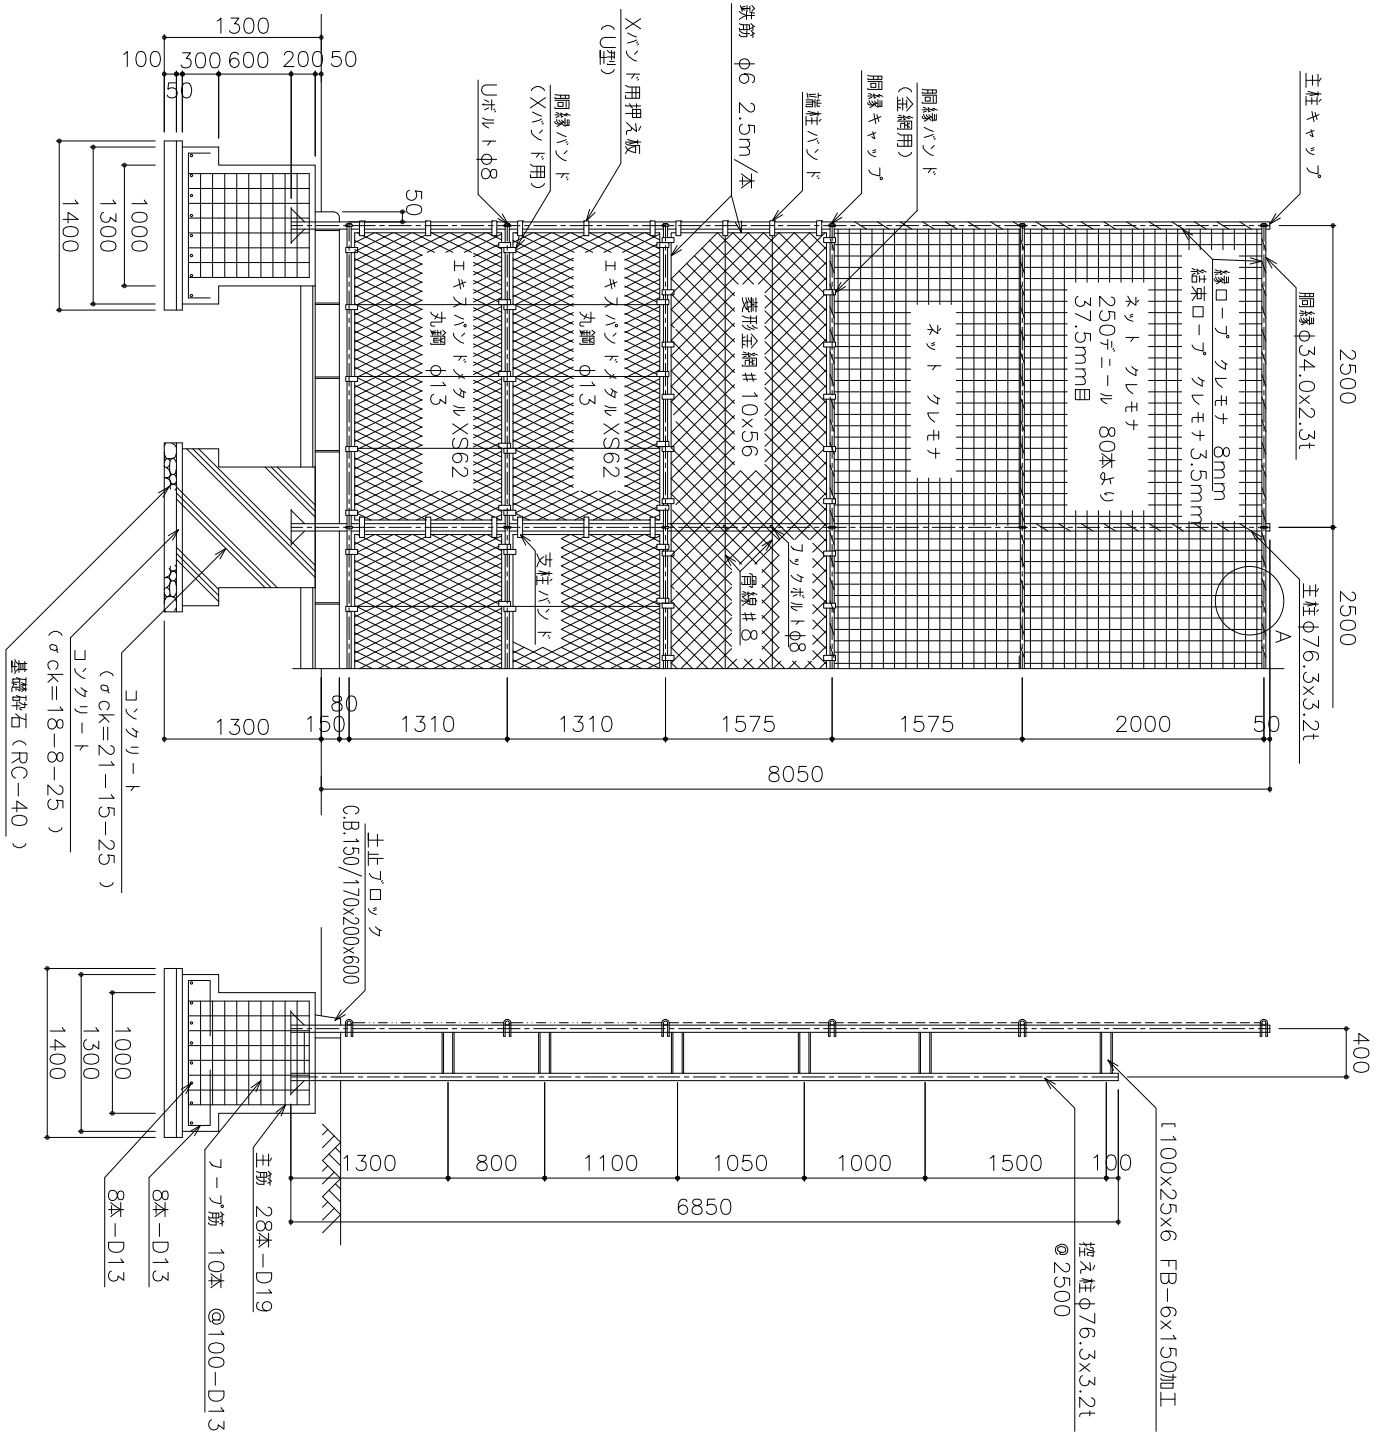 1300
100
50
300
600
200
50
1400
1300
1000
50
Xバンド用押え板
(U型)
Uボルトφ8
胴縁バンド
(Xバンド用)
鉄筋 φ6 2.5m/本
端柱バンド
胴縁キャップ
胴縁バンド
(金網用)
主柱キャップ
2500
2500
胴縁φ34.0x2.3t
縁ロープ クレモナ 8mm
結束ロープ クレモナ 3.5mm
ネット クレモナ
250デニール 80本より
37.5mm目
ネット クレモナ
菱形金網♯10x56
エキスパンドメタルXS62
丸鋼 φ13
エキスパンドメタルXS62
丸鋼 φ13
支柱バンド
フックボルトφ8
骨線♯8
主柱φ76.3x3.2t
A
1300
150
80
1310
1310
1575
1575
2000
50
8050
コンクリート
(σck=21-15-25)
コンクリート
(σck=18-8-25)
基礎砕石(RC-40)
土止ブロック
C.B.150/170x200x600
400
1400
1300
1000
1300
800
1100
1050
1000
1500
100
6850
[100x25x6 FB-6x150加工
控え柱φ76.3x3.2t
@2500
主筋 28本-D19
フープ筋 10本 @100-D13
8本-D13
8本-D13